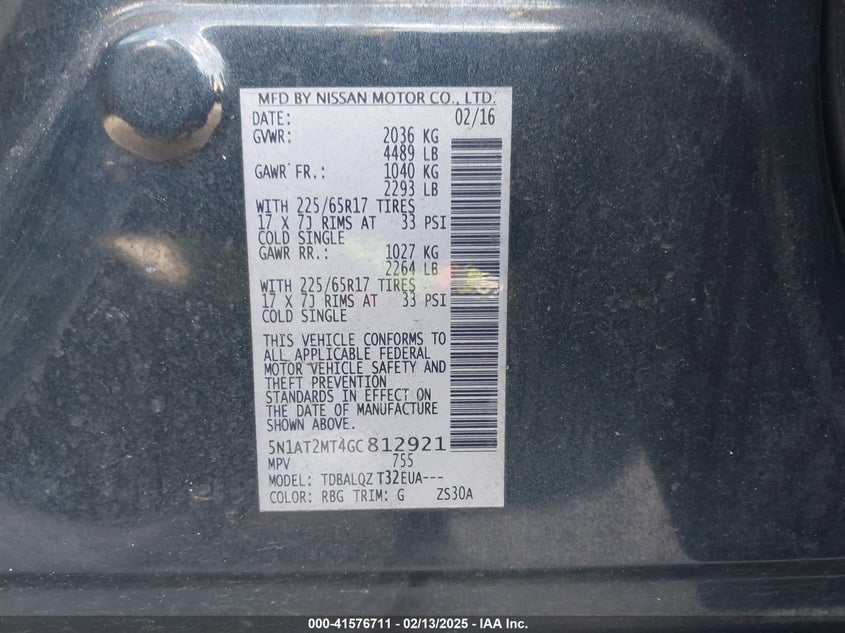 MFD BY NISSAN MOTOR CO., LTD.
DATE: 02/16
GVWR: 2036 KG
4489 LB
GAWR FR.: 1040 KG
2293 LB
WITH 225/65R17 TIRES
17 X 7J RIMS AT 33 PSI
COLD SINGLE
GAWR RR.: 1027 KG
2264 LB
WITH 225/65R17 TIRES
17 X 7J RIMS AT 33 PSI
COLD SINGLE
THIS VEHICLE CONFORMS TO
ALL APPLICABLE FEDERAL
MOTOR VEHICLE SAFETY AND
THEFT PREVENTION
STANDARDS IN EFFECT ON
THE DATE OF MANUFACTURE
SHOWN ABOVE.
5N1AT2MT4GC812921
MPV 755
MODEL: TDBALQZ T32EUA---
COLOR: RBG TRIM: G ZS30A
000-41576711 - 02/13/2025 - IAA Inc.